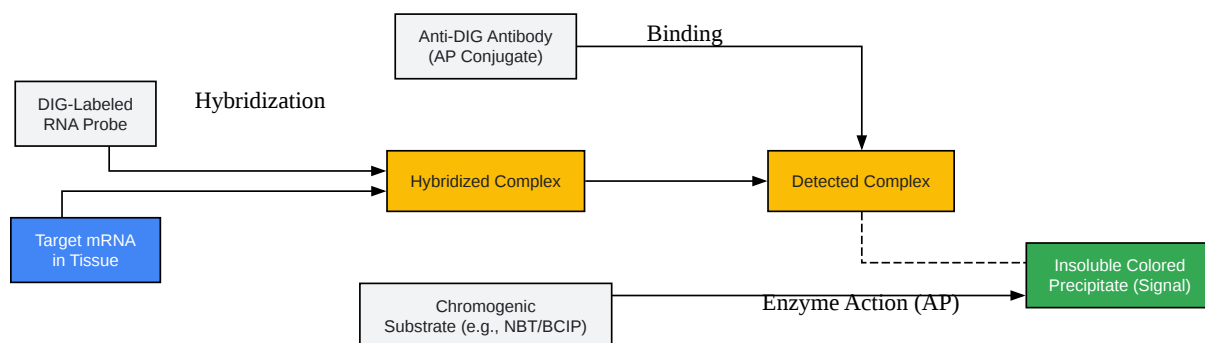 Anti-DIG Antibody
(AP Conjugate)
Binding
DIG-Labeled
RNA Probe
Hybridization
Hybridized Complex
Detected Complex
Target mRNA
in Tissue
Insoluble Colored
Precipitate (Signal)
Chromogenic
Substrate (e.g., NBT/BCIP)
Enzyme Action (AP)